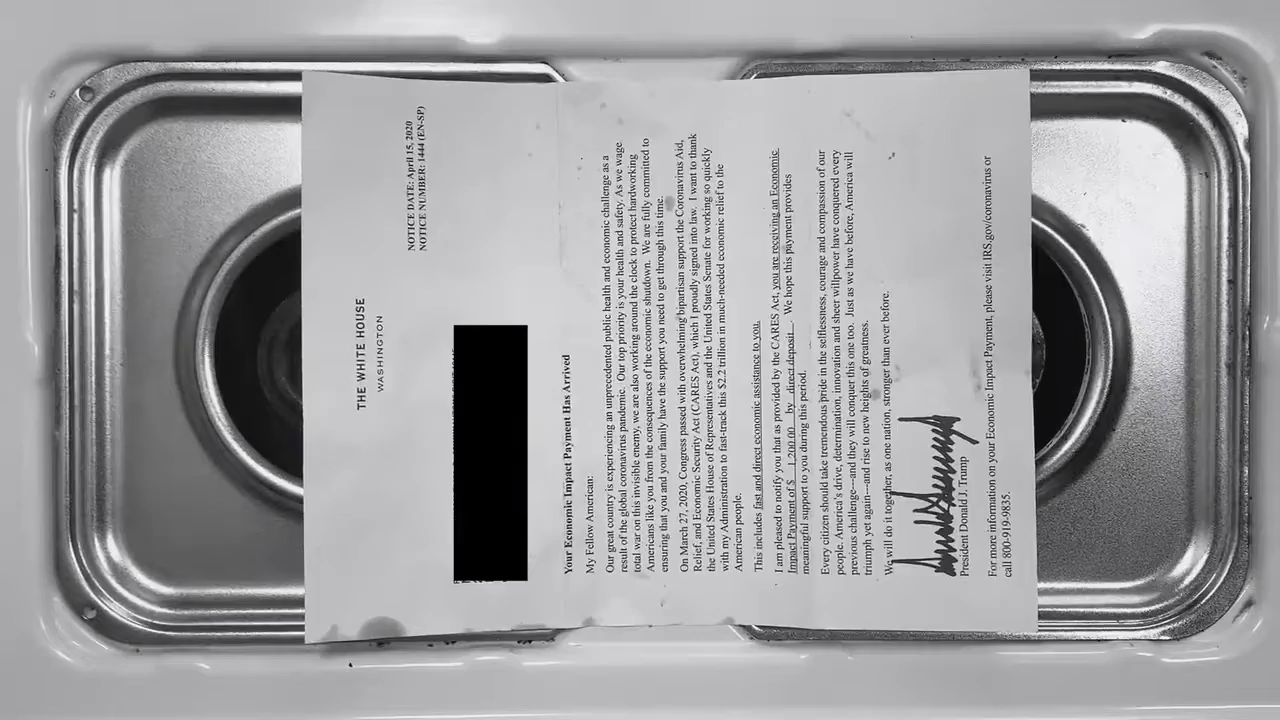 THE WHITE HOUSE
WASHINGTON
NOTICE DATE: April 15, 2020
NOTICE NUMBER: 1444 (EN-SP)
Your Economic Impact Payment Has Arrived
My Fellow American:
Our great country is experiencing an unprecedented public health and economic challenge as a
result of the global coronavirus pandemic. Our top priority is your health and safety. As we wage
total war on this invisible enemy, we are also working around the clock to protect hardworking
Americans like you from the consequences of the economic shutdown. We are fully committed to
ensuring that you and your family have the support you need to get through this time.
On March 27, 2020, Congress passed with overwhelming bipartisan support the Coronavirus Aid,
Relief, and Economic Security Act (CARES Act), which I proudly signed into law. I want to thank
the United States House of Representatives and the United States Senate for working so quickly
with my Administration to fast-track this $2.2 trillion in much-needed economic relief to the
American people.
This includes fast and direct economic assistance to you.
I am pleased to notify you that as provided by the CARES Act, you are receiving an Economic
Impact Payment of $ 1,200.00 by direct deposit . We hope this payment provides
meaningful support to you during this period.
Every citizen should take tremendous pride in the selflessness, courage and compassion of our
people. America's drive, determination, innovation and sheer willpower have conquered every
previous challenge—and they will conquer this one too. Just as we have before, America will
triumph yet again—and rise to new heights of greatness.
We will do it together, as one nation, stronger than ever before.
President Donald J. Trump
For more information on your Economic Impact Payment, please visit IRS.gov/coronavirus or
call 800-919-9835.